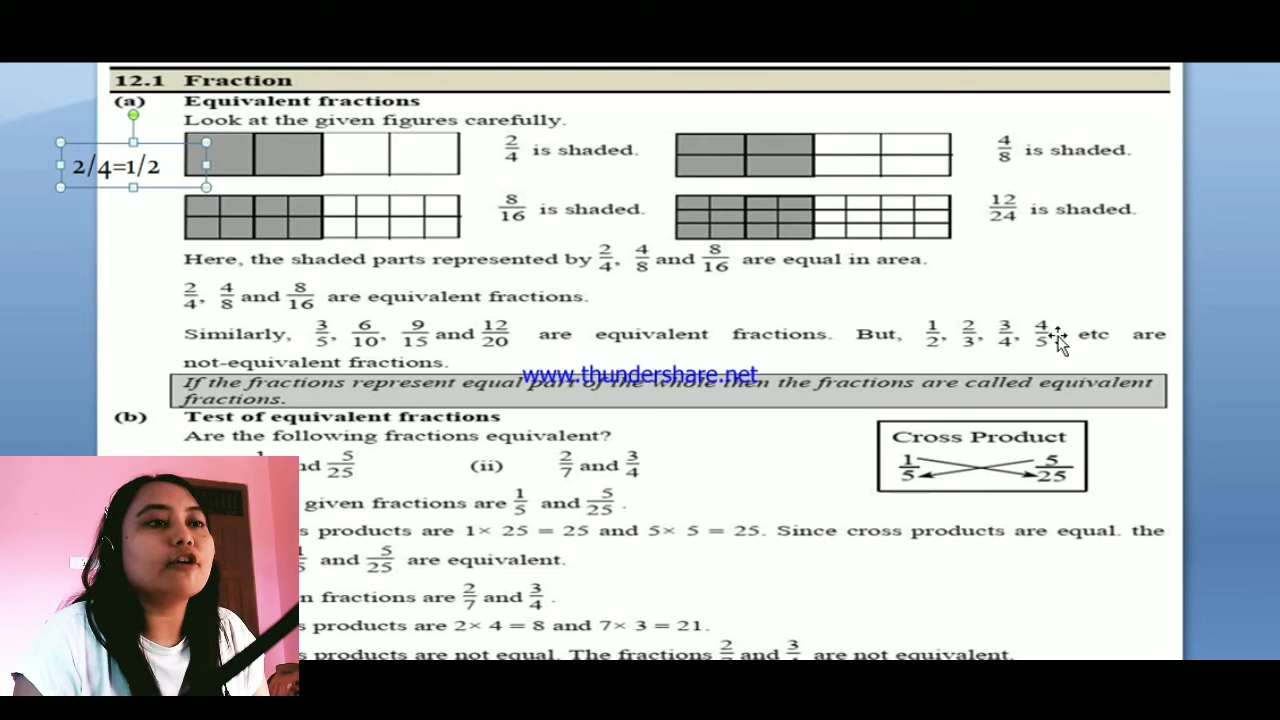 12.1 Fraction
(a) Equivalent fractions
Look at the given figures carefully.
2/4=1/2
2/4 is shaded. 4/8 is shaded.
8/16 is shaded. 12/24 is shaded.
Here, the shaded parts represented by 2/4, 4/8 and 8/16 are equal in area.
2/4, 4/8 and 8/16 are equivalent fractions.
Similarly, 3/5, 6/10, 9/15 and 12/20 are equivalent fractions. But, 1/2, 2/3, 3/4, 4/5, etc are
not-equivalent fractions.
www.thundershare.net
If the fractions represent equal part of the then the fractions are called equivalent
fractions.
(b) Test of equivalent fractions
Are the following fractions equivalent?
5/25 (ii) 2/7 and 3/4
Cross Product
1/5 5/25
given fractions are 1/5 and 5/25 .
products are 1× 25 = 25 and 5× 5 = 25. Since cross products are equal. the
and 5/25 are equivalent.
fractions are 2/7 and 3/4 .
products are 2× 4 = 8 and 7× 3 = 21.
products are not equal. The fractions and are not equivalent.